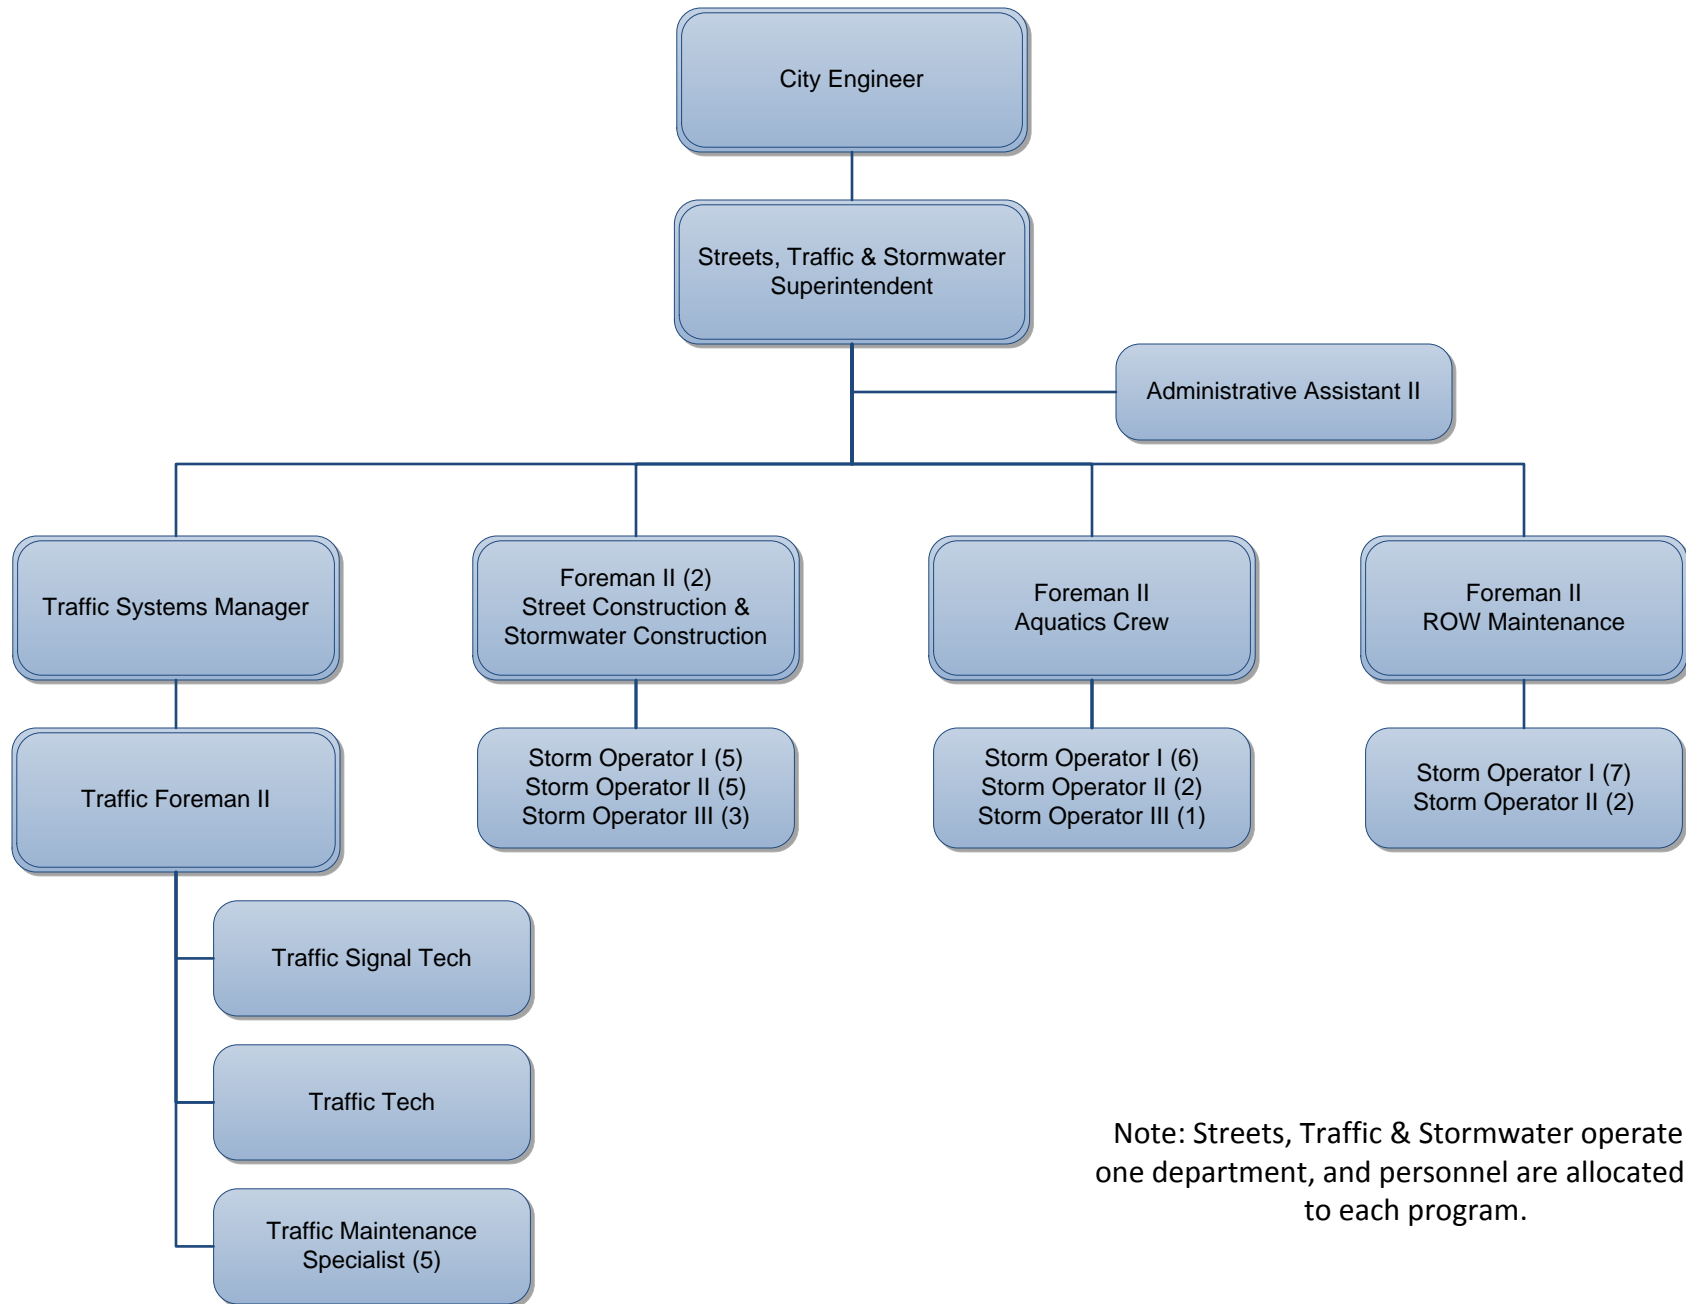 City Engineer
Streets, Traffic & Stormwater
Superintendent
Administrative Assistant II
Traffic Systems Manager
Foreman II (2)
Street Construction &
Stormwater Construction
Foreman II
Aquatics Crew
Foreman II
ROW Maintenance
Traffic Foreman II
Storm Operator I (5)
Storm Operator II (5)
Storm Operator III (3)
Storm Operator I (6)
Storm Operator II (2)
Storm Operator III (1)
Storm Operator I (7)
Storm Operator II (2)
Traffic Signal Tech
Traffic Tech
Traffic Maintenance
Specialist (5)
Note: Streets, Traffic & Stormwater operate
one department, and personnel are allocated
to each program.